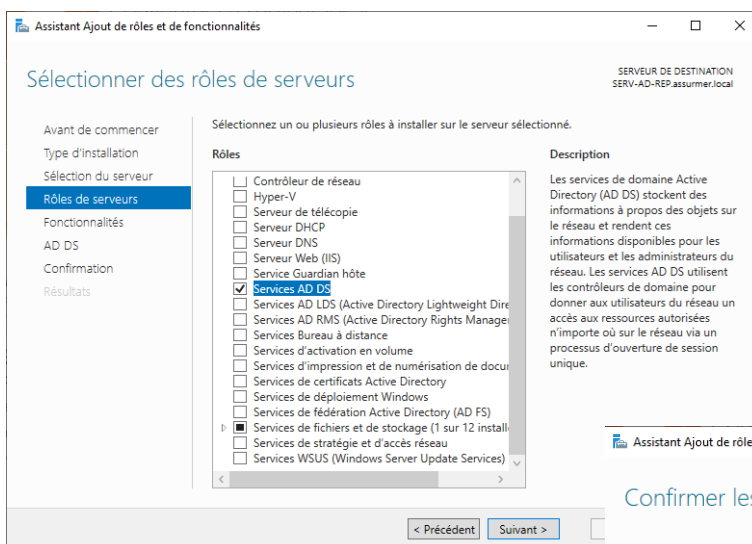 Assistant Ajout de rôles et de fonctionnalités
Sélectionner des rôles de serveurs
SERVEUR DE DESTINATION
SERV-AD-REP.assurmer.local
Avant de commencer
Type d'installation
Sélection du serveur
Rôles de serveurs
Fonctionnalités
AD DS
Confirmation
Résultats
Sélectionnez un ou plusieurs rôles à installer sur le serveur sélectionné.
Rôles
Contrôleur de réseau
Hyper-V
Serveur de télécopie
Serveur DHCP
Serveur DNS
Serveur Web (IIS)
Service Guardian hôte
Services AD DS
Services AD LDS (Active Directory Lightweight Dire
Services AD RMS (Active Directory Rights Manage
Services Bureau à distance
Services d'activation en volume
Services d'impression et de numérisation de docu
Services de certificats Active Directory
Services de déploiement Windows
Services de fédération Active Directory (AD FS)
Services de fichiers et de stockage (1 sur 12 install
Services de stratégie et d'accès réseau
Services WSUS (Windows Server Update Services)
Description
Les services de domaine Active
Directory (AD DS) stockent des
informations à propos des objets sur
le réseau et rendent ces
informations disponibles pour les
utilisateurs et les administrateurs du
réseau. Les services AD DS utilisent
les contrôleurs de domaine pour
donner aux utilisateurs du réseau un
accès aux ressources autorisées
n'importe où sur le réseau via un
processus d'ouverture de session
unique.
< Précédent
Suivant >
Assistant Ajout de rôle
Confirmer les